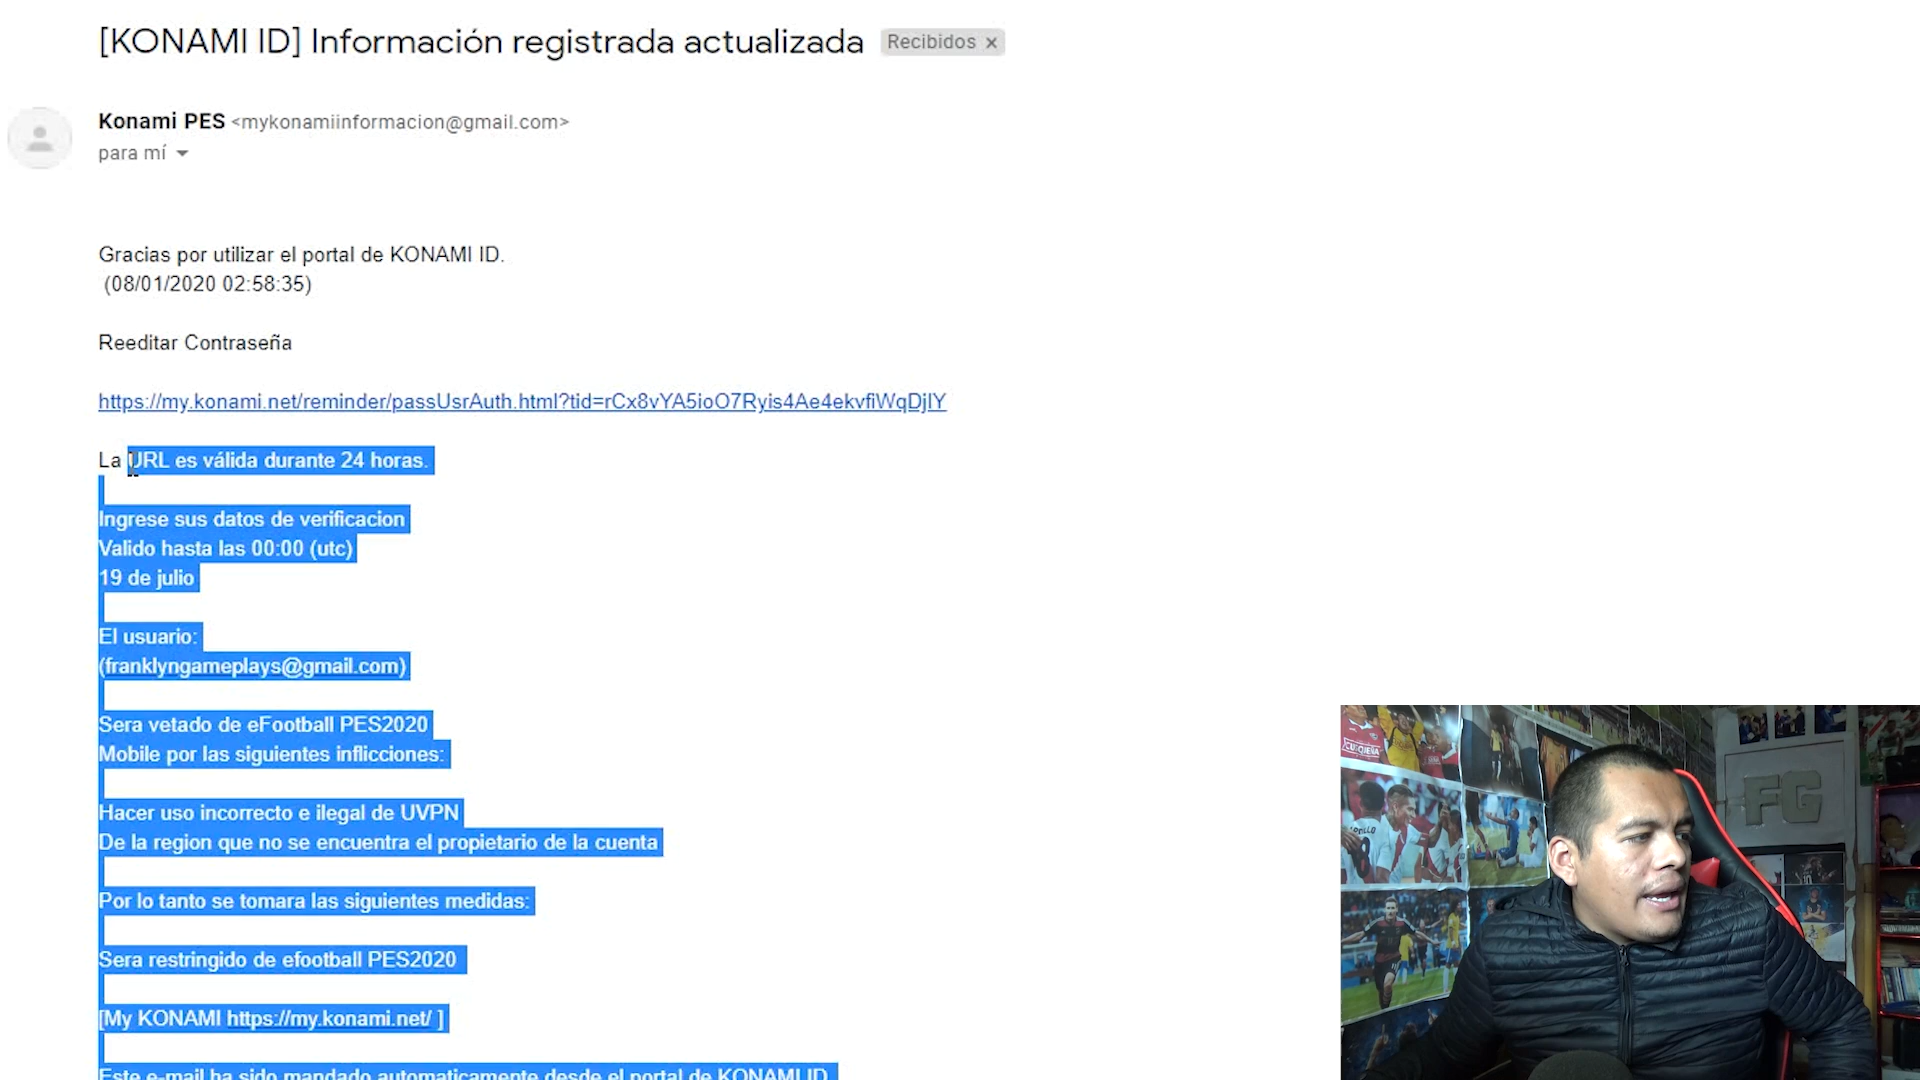 [KONAMI ID] Información registrada actualizada Recibidos x
Konami PES <mykonamiinformacion@gmail.com>
para mí
Gracias por utilizar el portal de KONAMI ID.
(08/01/2020 02:58:35)
Reeditar Contraseña
https://my.konami.net/reminder/passUsrAuth.html?tid=rCx8vYA5ioO7Ryis4Ae4ekvfiWqDjlY
La URL es válida durante 24 horas.
Ingrese sus datos de verificacion
Valido hasta las 00:00 (utc)
19 de julio
El usuario:
(franklyngameplays@gmail.com)
Sera vetado de eFootball PES2020
Mobile por las siguientes inflicciones:
Hacer uso incorrecto e ilegal de UVPN
De la region que no se encuentra el propietario de la cuenta
Por lo tanto se tomara las siguientes medidas:
Sera restringido de efootball PES2020
[My KONAMI https://my.konami.net/ ]
Este e-mail ha sido mandado automaticamente desde el portal de KONAMI ID.
FG